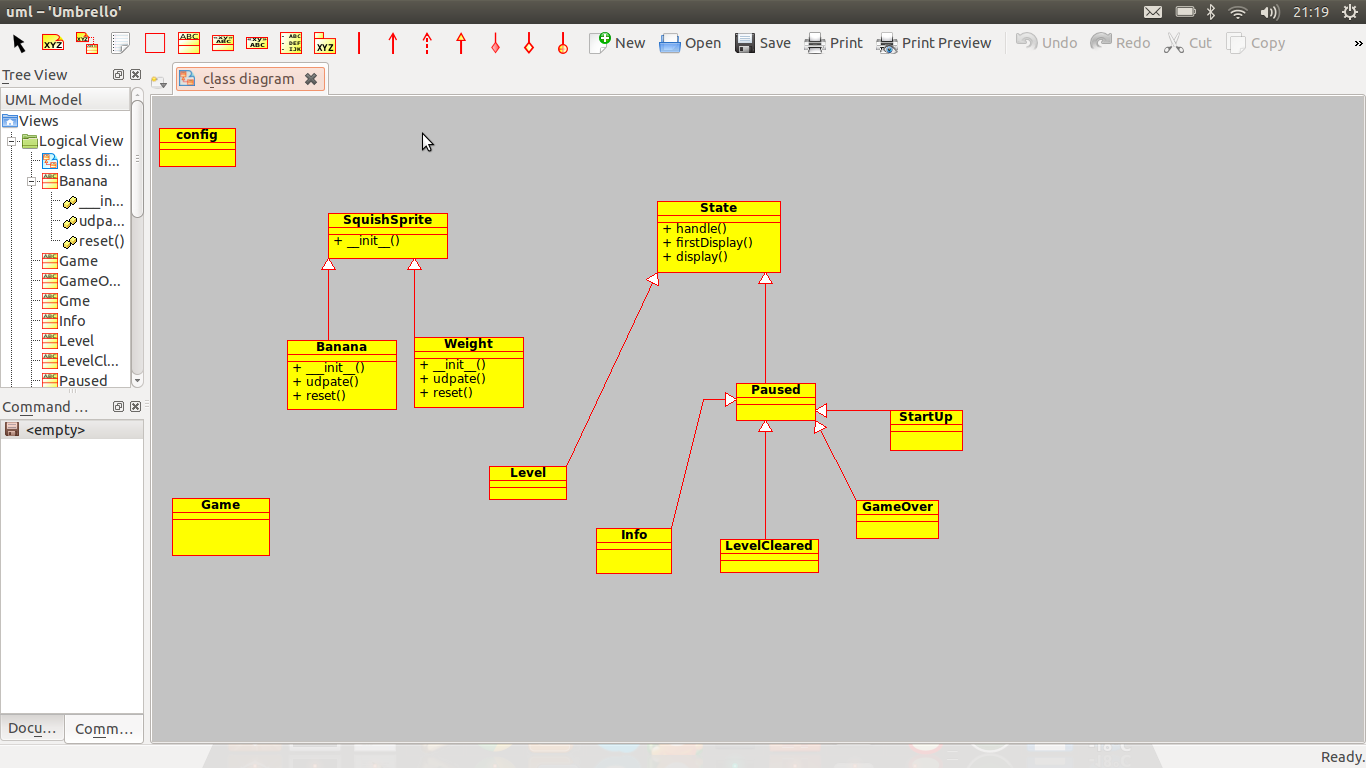 uml – 'Umbrello'
21:19
New
Open
Save
Print
Print Preview
Undo
Redo
Cut
Copy
»
Tree View
class diagram
UML Model
Views
Logical View
class di...
Banana
___in...
udpa...
reset()
Game
GameO...
Gme
Info
Level
LevelCl...
Paused
Command ...
<empty>
Docu...
Comm...
config
SquishSprite
+ __init__()
State
+ handle()
+ firstDisplay()
+ display()
Banana
+ ___init__()
+ udpate()
+ reset()
Weight
+ __init__()
+ udpate()
+ reset()
Paused
StartUp
Level
GameOver
Game
Info
LevelCleared
Ready.